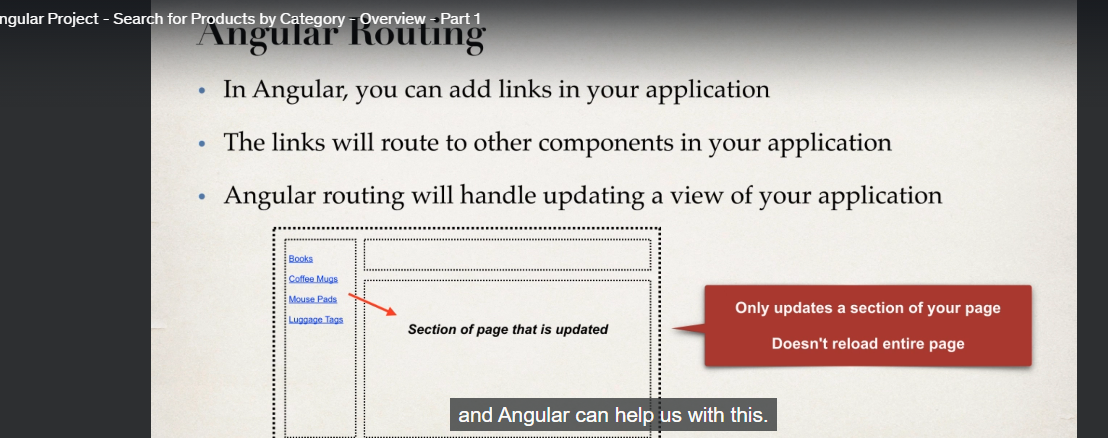 ngular Project - Search for Products by Category - Overview - Part 1
Angular Routing
In Angular, you can add links in your application
The links will route to other components in your application
Angular routing will handle updating a view of your application
Books
Coffee Mugs
Mouse Pads
Luggage Tags
Section of page that is updated
Only updates a section of your page
Doesn't reload entire page
and Angular can help us with this.